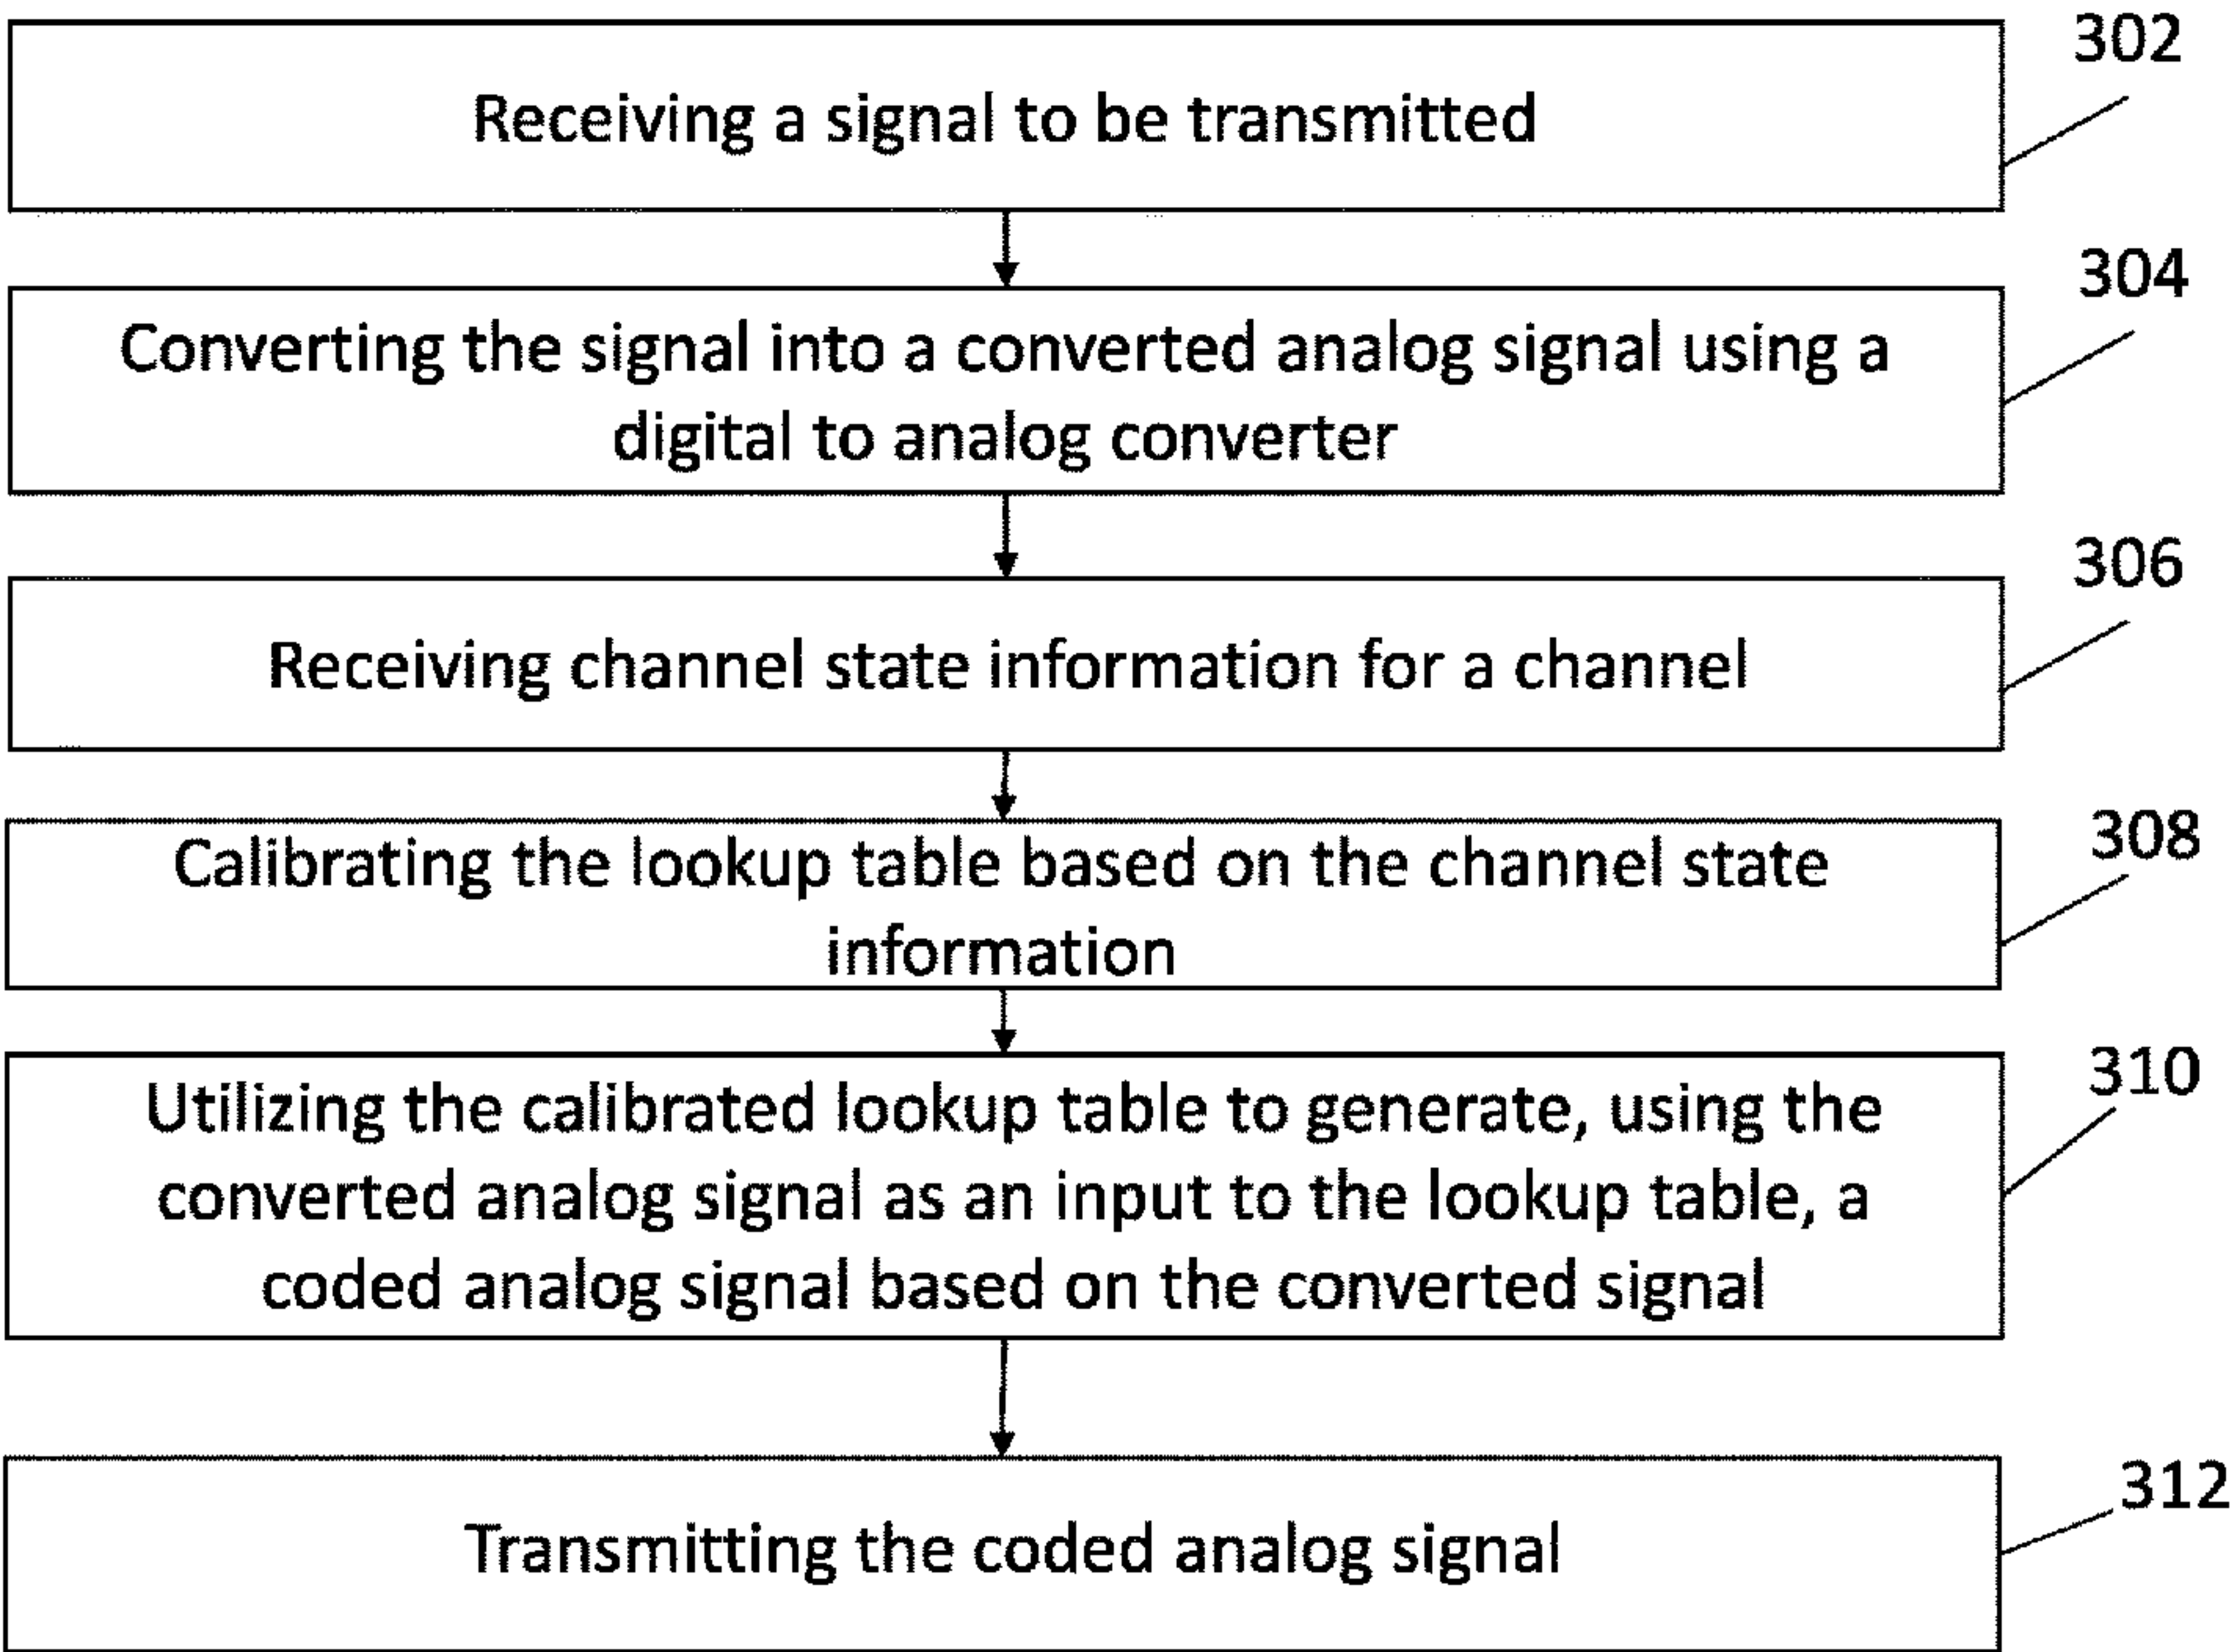 302
Receiving a signal to be transmitted
304
Converting the signal into a converted analog signal using a
digital to analog converter
306
Receiving channel state information for a channel
308
Calibrating the lookup table based on the channel state
information
310
Utilizing the calibrated lookup table to generate, using the
converted analog signal as an input to the lookup table, a
coded analog signal based on the converted signal
312
Transmitting the coded analog signal